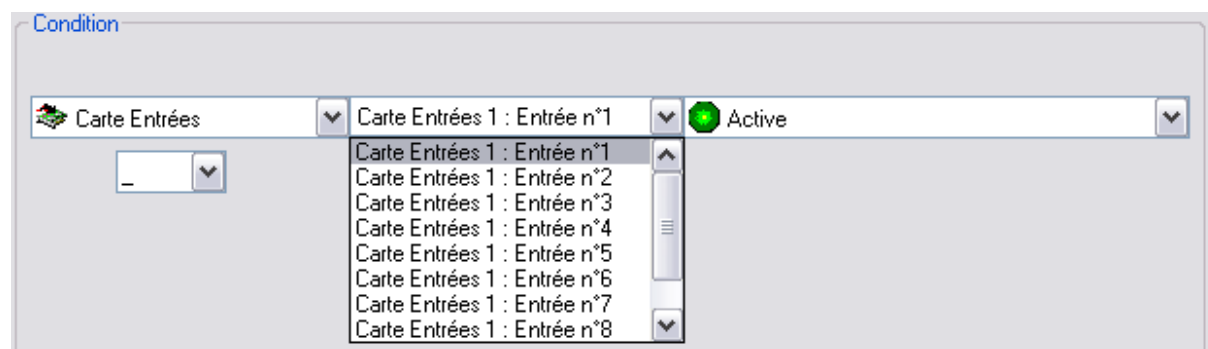 Condition
Carte Entrées Carte Entrées 1 : Entrée n°1 Active
_
Carte Entrées 1 : Entrée n°1
Carte Entrées 1 : Entrée n°2
Carte Entrées 1 : Entrée n°3
Carte Entrées 1 : Entrée n°4
Carte Entrées 1 : Entrée n°5
Carte Entrées 1 : Entrée n°6
Carte Entrées 1 : Entrée n°7
Carte Entrées 1 : Entrée n°8